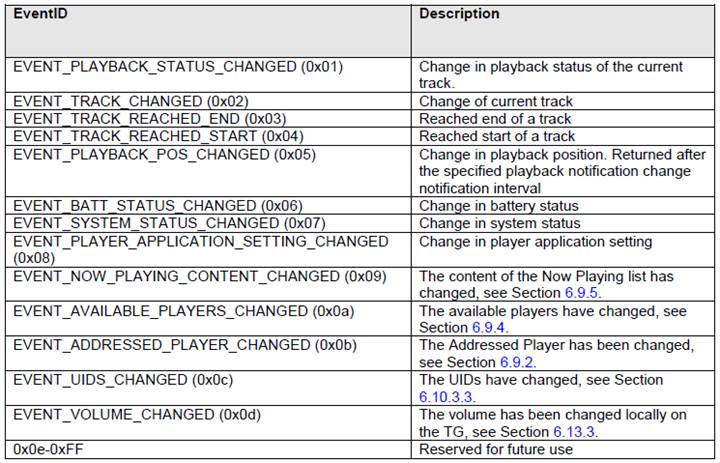 EventID Description
EVENT_PLAYBACK_STATUS_CHANGED (0x01) Change in playback status of the current
track.
EVENT_TRACK_CHANGED (0x02) Change of current track
EVENT_TRACK_REACHED_END (0x03) Reached end of a track
EVENT_TRACK_REACHED_START (0x04) Reached start of a track
EVENT_PLAYBACK_POS_CHANGED (0x05) Change in playback position. Returned after
the specified playback notification change
notification interval
EVENT_BATT_STATUS_CHANGED (0x06) Change in battery status
EVENT_SYSTEM_STATUS_CHANGED (0x07) Change in system status
EVENT_PLAYER_APPLICATION_SETTING_CHANGED Change in player application setting
(0x08)
EVENT_NOW_PLAYING_CONTENT_CHANGED (0x09) The content of the Now Playing list has
changed, see Section 6.9.5.
EVENT_AVAILABLE_PLAYERS_CHANGED (0x0a) The available players have changed, see
Section 6.9.4.
EVENT_ADDRESSED_PLAYER_CHANGED (0x0b) The Addressed Player has been changed,
see Section 6.9.2.
EVENT_UIDS_CHANGED (0x0c) The UIDs have changed, see Section
6.10.3.3.
EVENT_VOLUME_CHANGED (0x0d) The volume has been changed locally on
the TG, see Section 6.13.3.
0x0e-0xFF Reserved for future use